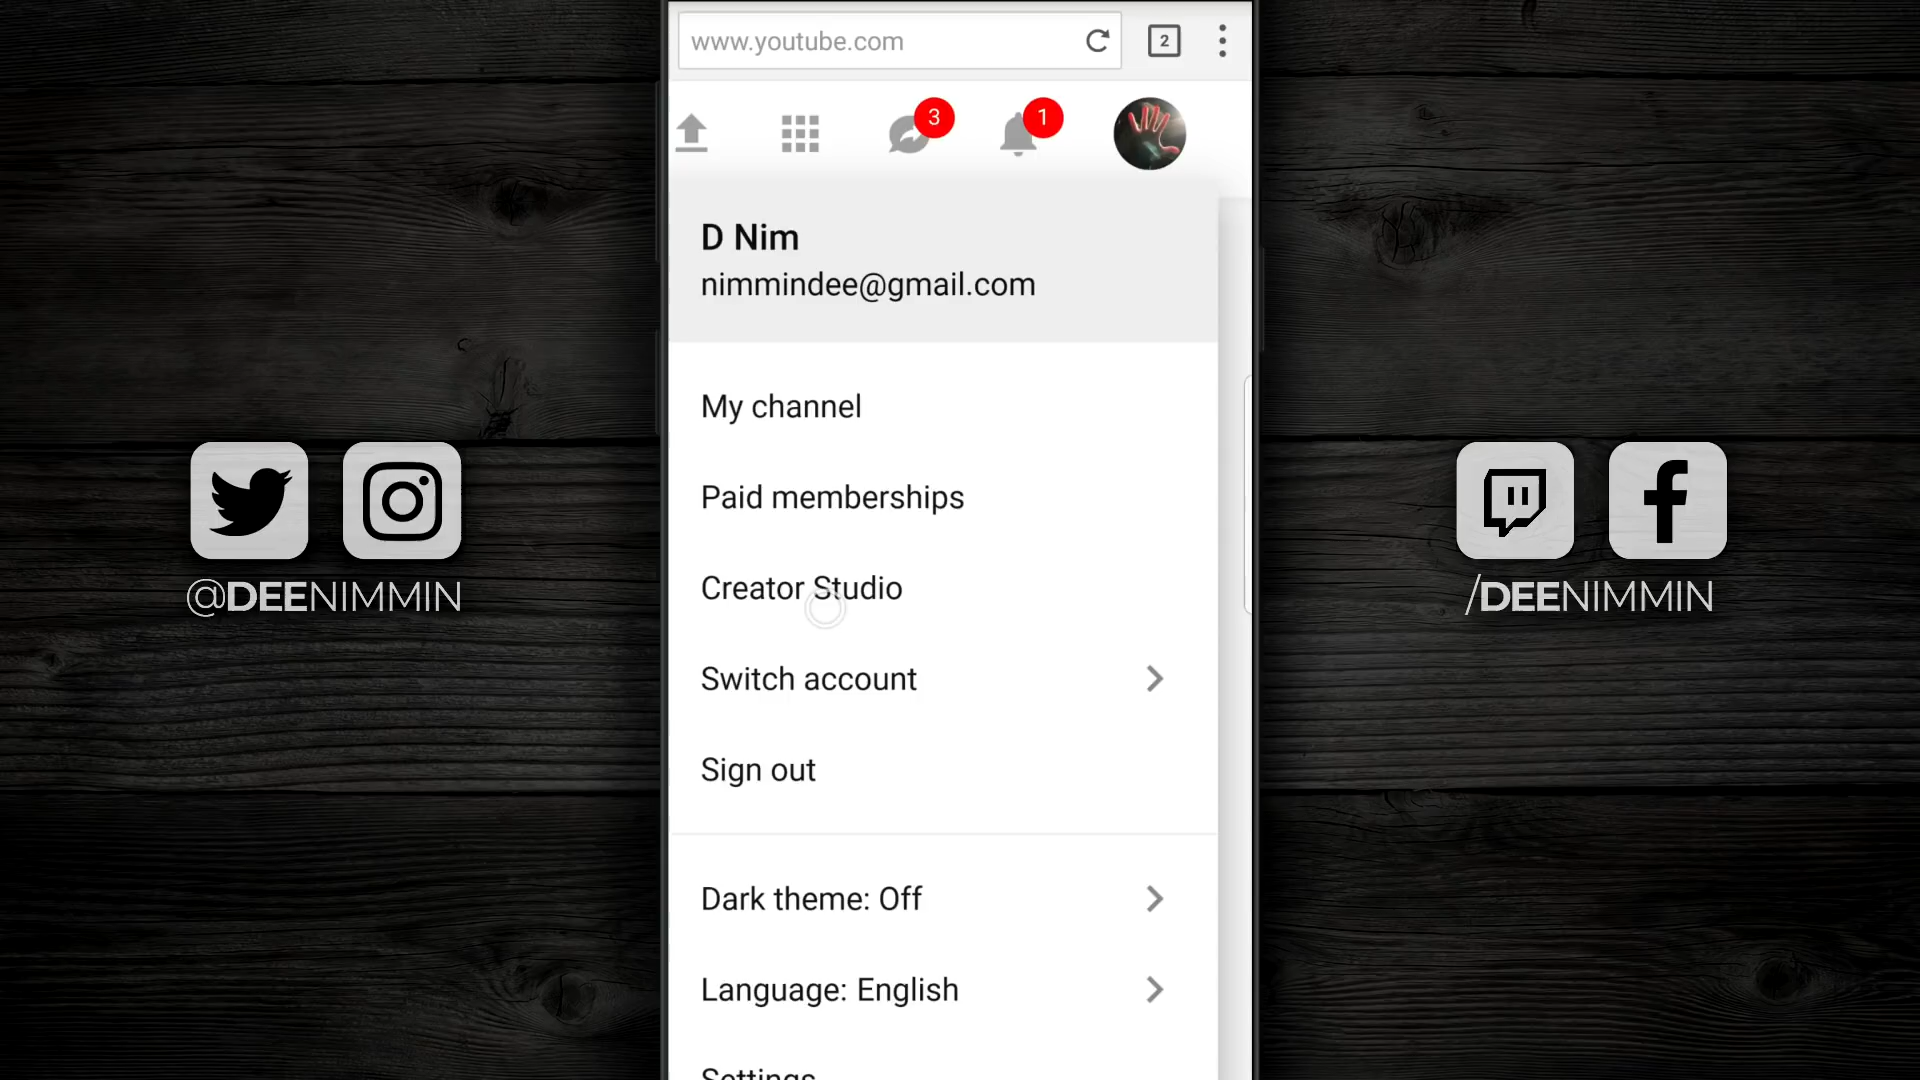 www.youtube.com
2
3
1
D Nim
nimmindee@gmail.com
My channel
Paid memberships
Creator Studio
@DEENIMMIN
/DEENIMMIN
Switch account
Sign out
Dark theme: Off
Language: English
Settings